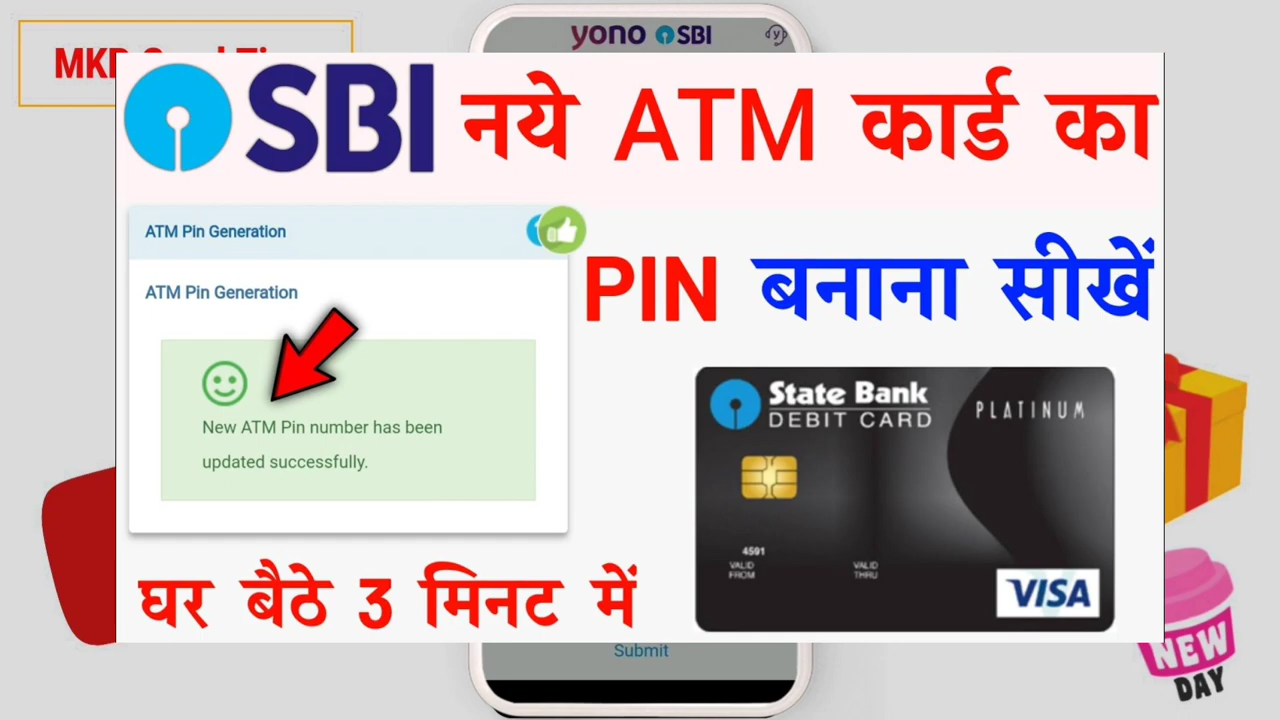 yono SBI
SBI नये ATM कार्ड का
ATM Pin Generation
ATM Pin Generation
PIN बनाना सीखें
New ATM Pin number has been
updated successfully.
State Bank
DEBIT CARD
PLATINUM
4591
VALID
FROM
VALID
THRU
VISA
घर बैठे 3 मिनट में
Submit
NEW
DAY